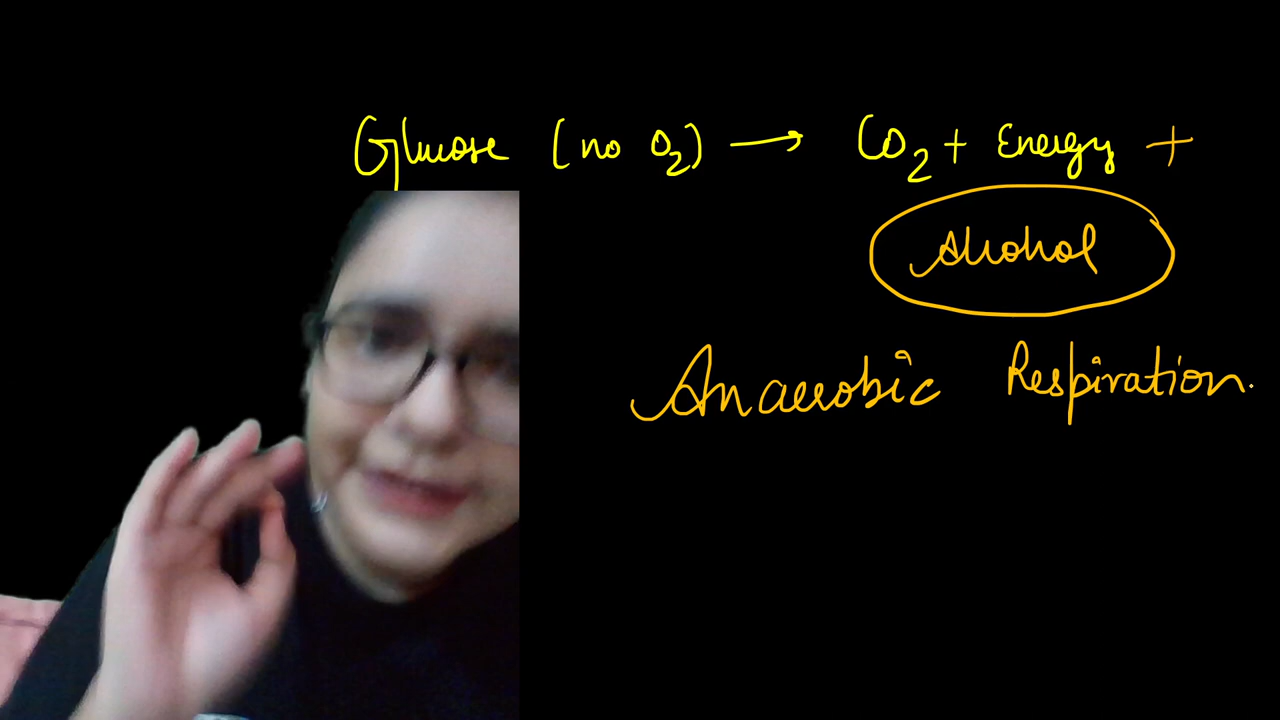 Glucose (no O2) → CO2 + Energy +
Alcohol
Anaerobic Respiration.